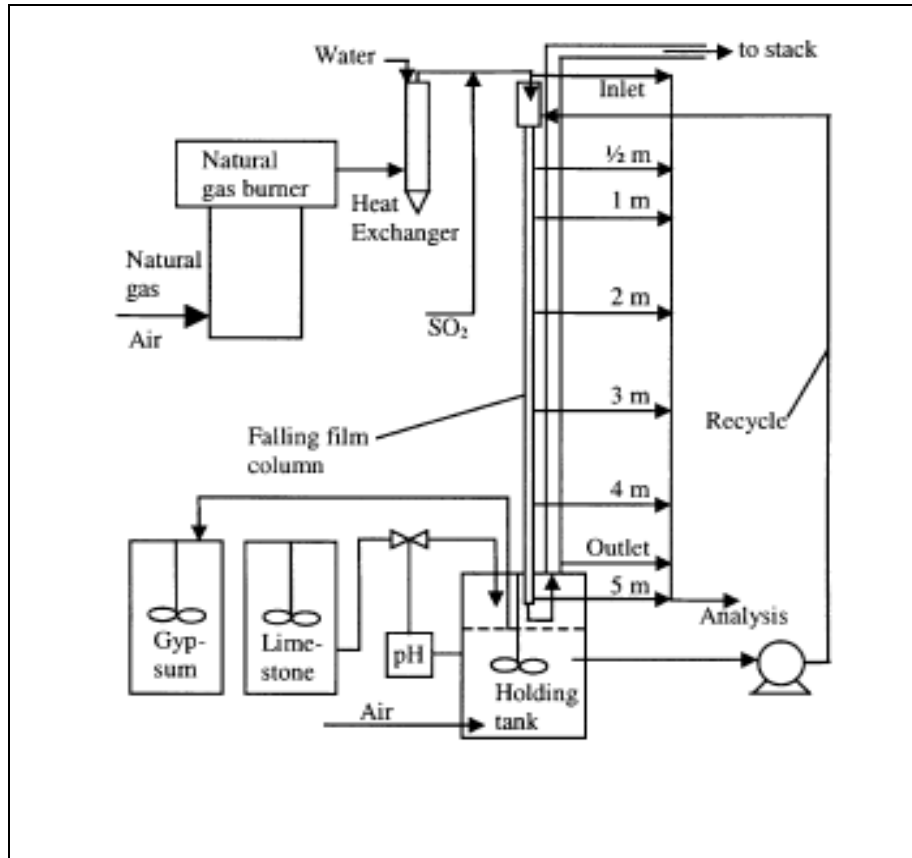 Water
to stack
Inlet
Natural
gas burner
½ m
Heat
Exchanger
1 m
Natural
gas
Air
SO₂
2 m
3 m
Recycle
Falling film
column
4 m
Outlet
5 m
Analysis
Gyp-
sum
Lime-
stone
pH
Holding
tank
Air